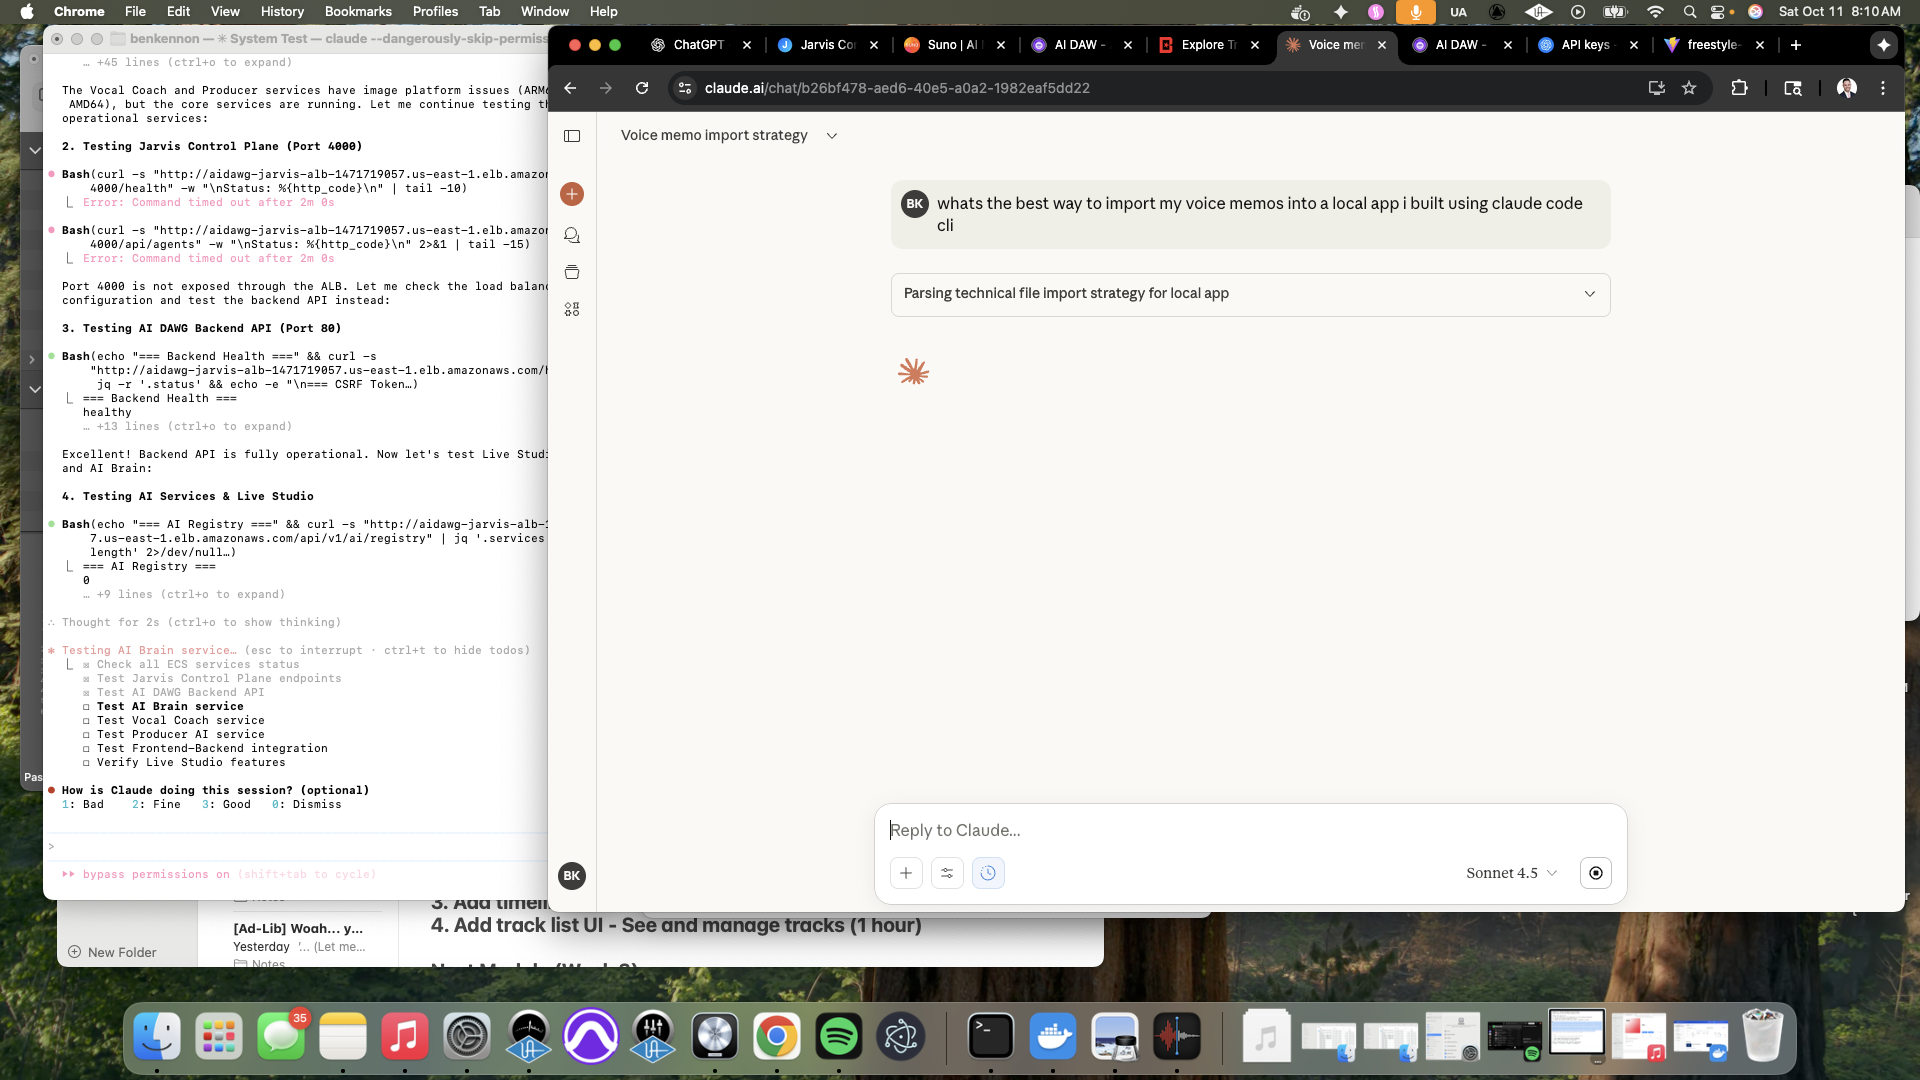 Chrome File Edit View History Bookmarks Profiles Tab Window Help
UA
Sat Oct 11 8:10 AM
benkennon — ✳ System Test — claude --dangerously-skip-permiss
… +45 lines (ctrl+o to expand)
The Vocal Coach and Producer services have image platform issues (ARM
AMD64), but the core services are running. Let me continue testing th
operational services:
2. Testing Jarvis Control Plane (Port 4000)
Bash(curl -s "http://aidawg-jarvis-alb-1471719057.us-east-1.elb.amazon
4000/health" -w "\nStatus: %{http_code}\n" | tail -10)
Error: Command timed out after 2m 0s
Bash(curl -s "http://aidawg-jarvis-alb-1471719057.us-east-1.elb.amazon
4000/api/agents" -w "\nStatus: %{http_code}\n" 2>&1 | tail -15)
Error: Command timed out after 2m 0s
Port 4000 is not exposed through the ALB. Let me check the load balan
configuration and test the backend API instead:
3. Testing AI DAWG Backend API (Port 80)
Bash(echo "=== Backend Health ===" && curl -s
"http://aidawg-jarvis-alb-1471719057.us-east-1.elb.amazonaws.com/h
jq -r '.status' && echo -e "\n=== CSRF Token…)
=== Backend Health ===
healthy
… +13 lines (ctrl+o to expand)
Excellent! Backend API is fully operational. Now let's test Live Studi
and AI Brain:
4. Testing AI Services & Live Studio
Bash(echo "=== AI Registry ===" && curl -s "http://aidawg-jarvis-alb-1
7.us-east-1.elb.amazonaws.com/api/v1/ai/registry" | jq '.services
length' 2>/dev/null…)
=== AI Registry ===
0
… +9 lines (ctrl+o to expand)
∴ Thought for 2s (ctrl+o to show thinking)
✱ Testing AI Brain service… (esc to interrupt · ctrl+t to hide todos)
☒ Check all ECS services status
☒ Test Jarvis Control Plane endpoints
☒ Test AI DAWG Backend API
☐ Test AI Brain service
☐ Test Vocal Coach service
☐ Test Producer AI service
☐ Test Frontend-Backend integration
☐ Verify Live Studio features
● How is Claude doing this session? (optional)
1: Bad 2: Fine 3: Good 0: Dismiss
>
bypass permissions on (shift+tab to cycle)
Pas
New Folder
[Ad-Lib] Woah... y...
Yesterday '... (Let me...
Notes
3. Add timeli
4. Add track list UI - See and manage tracks (1 hour)
ChatGPT
Jarvis Co
Suno | AI
AI DAW -
Explore T
Voice me
AI DAW -
API keys -
freestyle-
claude.ai/chat/b26bf478-aed6-40e5-a0a2-1982eaf5dd22
Voice memo import strategy
BK
whats the best way to import my voice memos into a local app i built using claude code
cli
Parsing technical file import strategy for local app
Reply to Claude...
Sonnet 4.5
BK
35